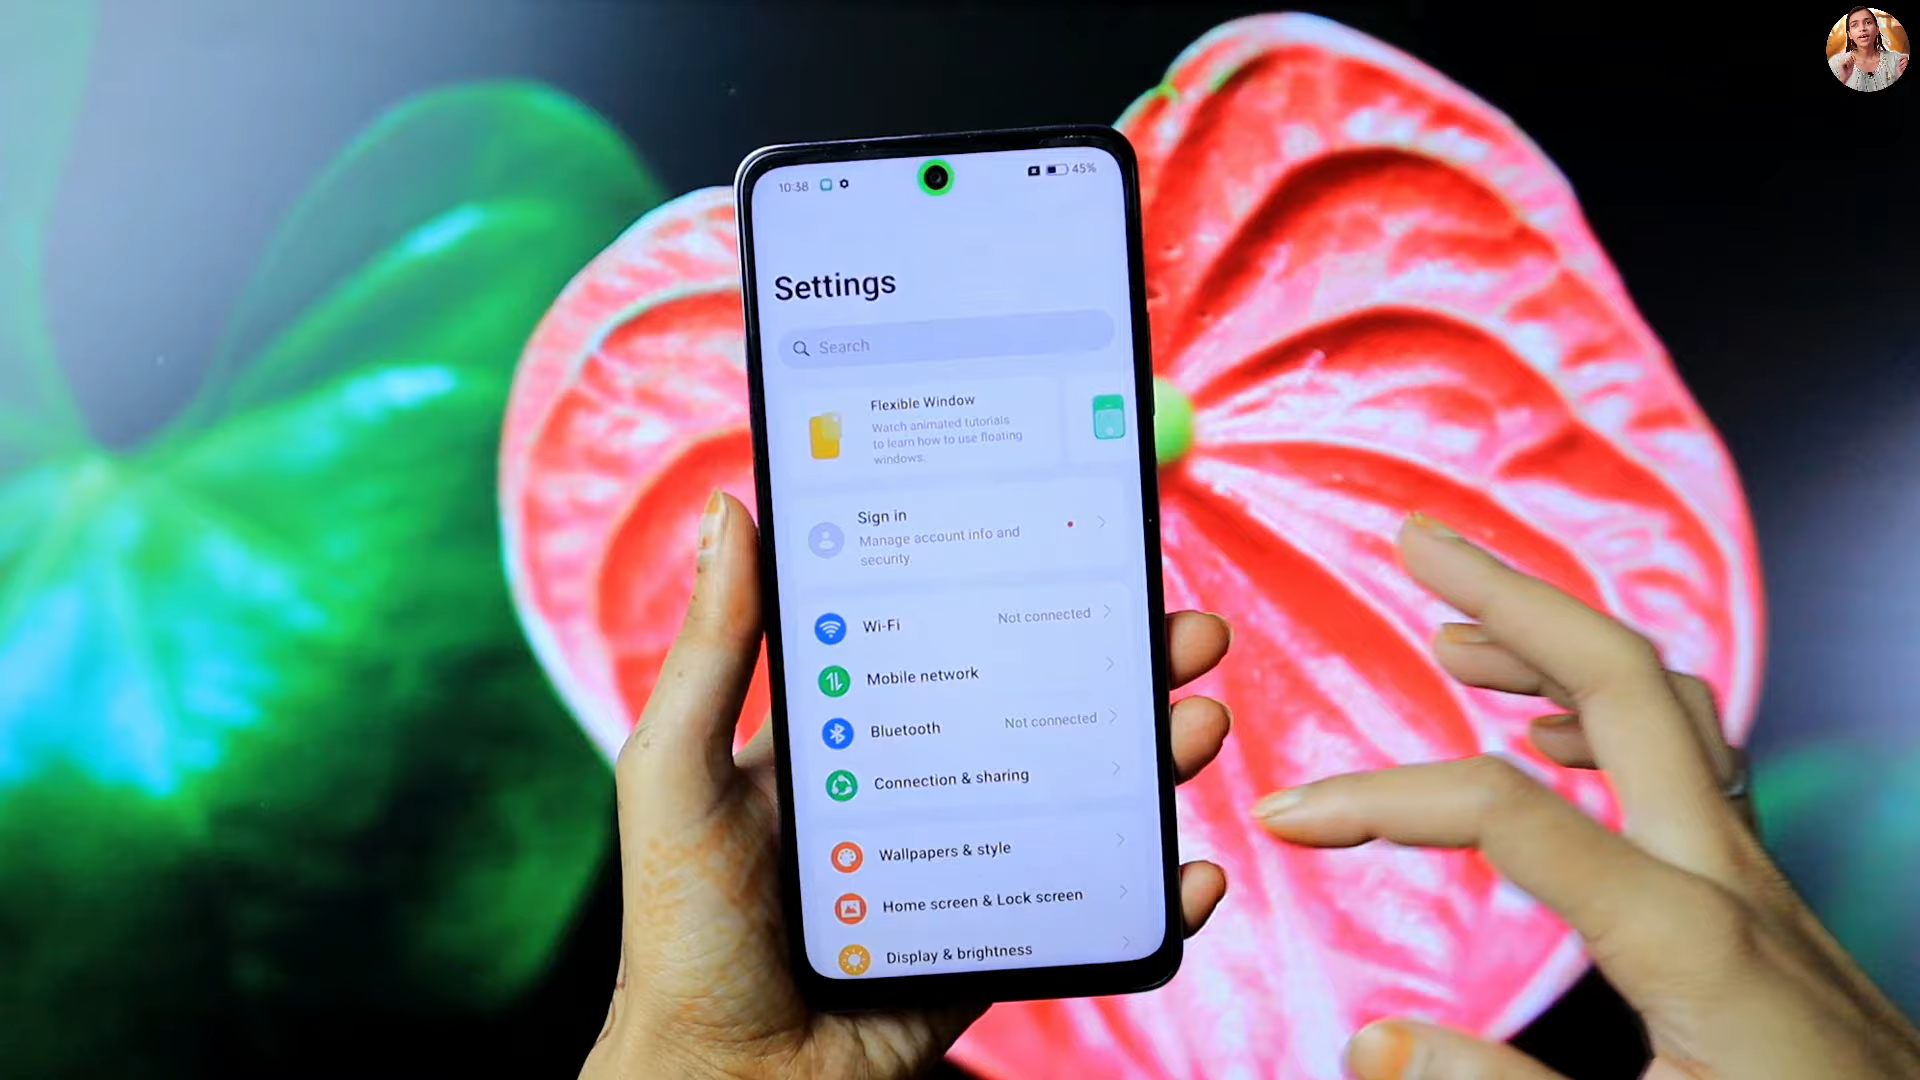 10:38
45%
Settings
Search
Flexible Window
Watch animated tutorials
to learn how to use floating
windows.
Sign in
Manage account info and
security
Wi-Fi Not connected
Mobile network
Bluetooth Not connected
Connection & sharing
Wallpapers & style
Home screen & Lock screen
Display & brightness